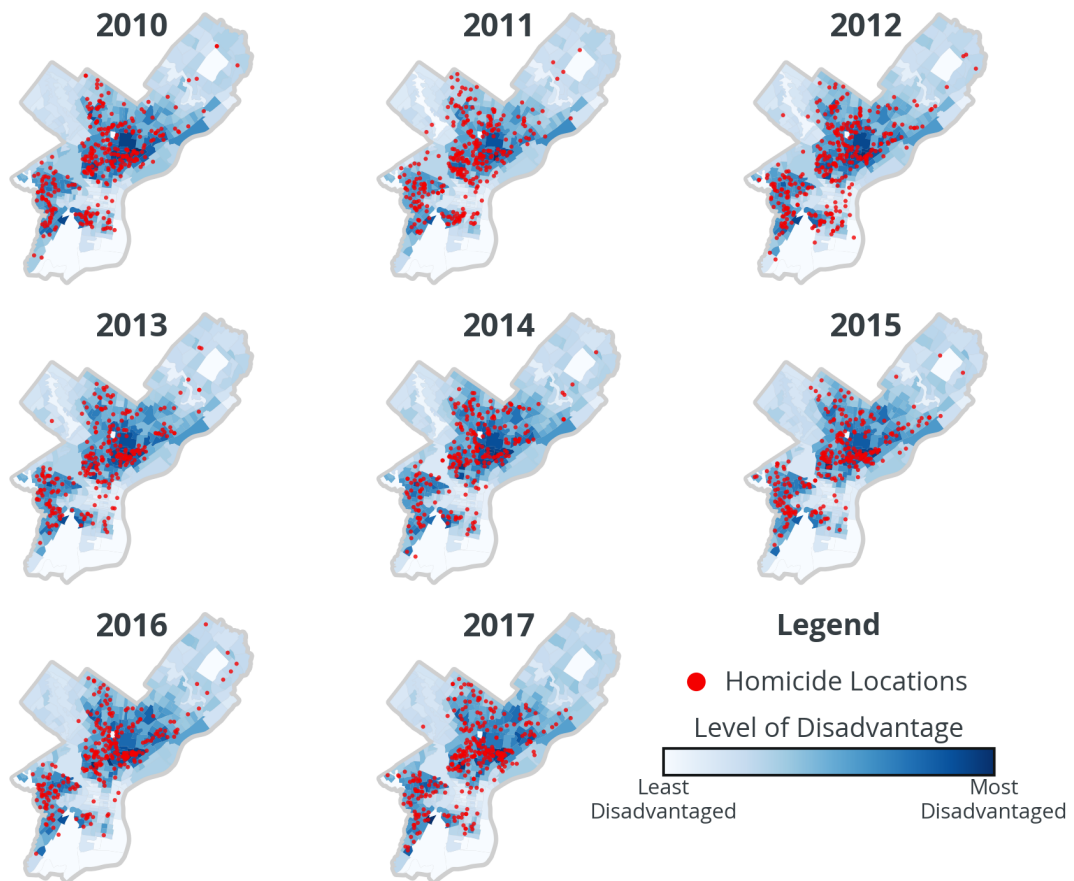 2010
2011
2012
2013
2014
2015
2016
2017
Legend
Homicide Locations
Level of Disadvantage
Least
Disadvantaged
Most
Disadvantaged